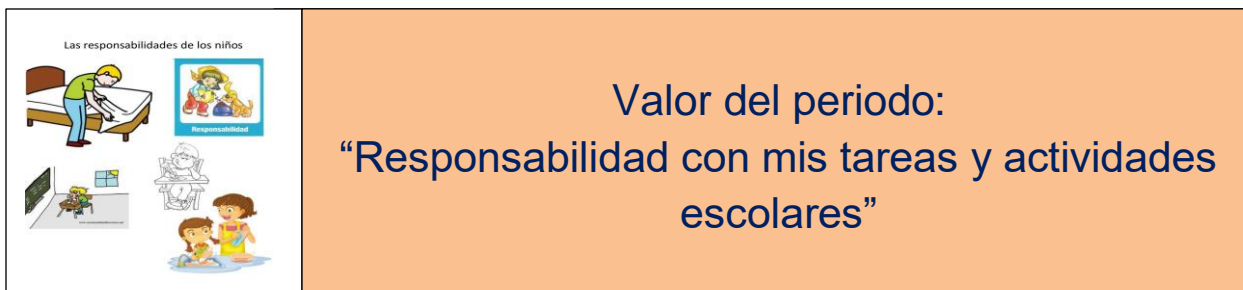 Las responsabilidades de los niños
Responsabilidad
Valor del periodo:
“Responsabilidad con mis tareas y actividades
escolares”